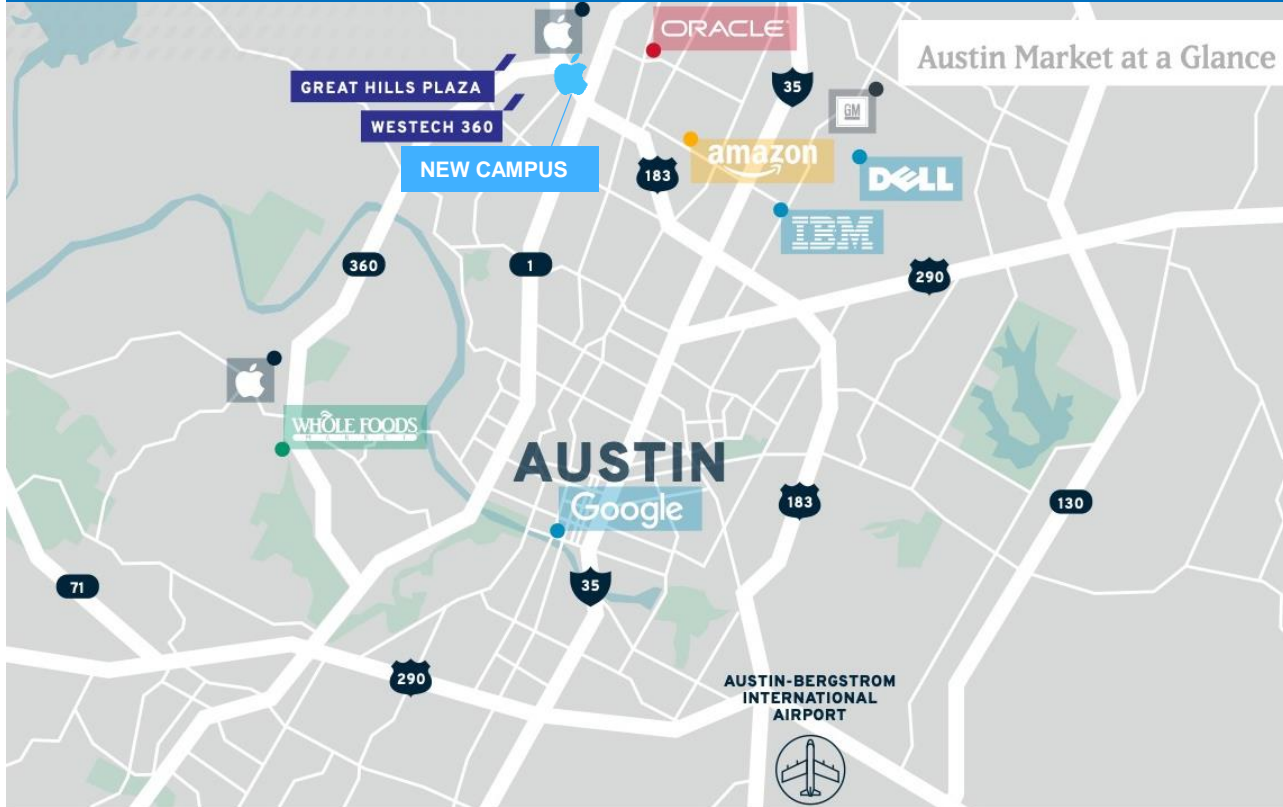 ORACLE
Austin Market at a Glance
GREAT HILLS PLAZA
35
GM
WESTECH 360
amazon
NEW CAMPUS
183
DELL
IBM
360
1
290
WHOLE FOODS
MARKET
AUSTIN
Google
183
130
71
35
290
AUSTIN-BERGSTROM
INTERNATIONAL
AIRPORT